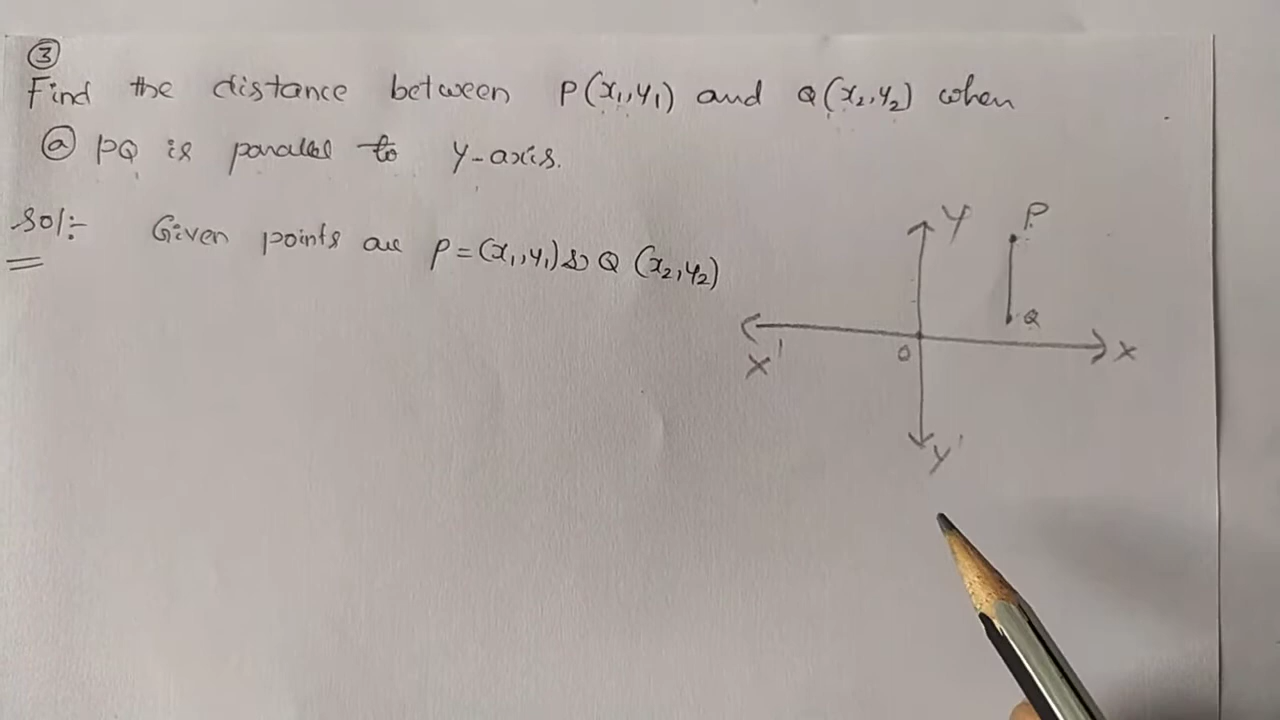 ③
Find the distance between P(x₁,y₁) and Q(x₂,y₂) when
ⓐ PQ is parallel to y-axis.
Sol:- Given points are P=(x₁,y₁) & Q (x₂,y₂)
Y
P
Q
X'
O
X
Y'